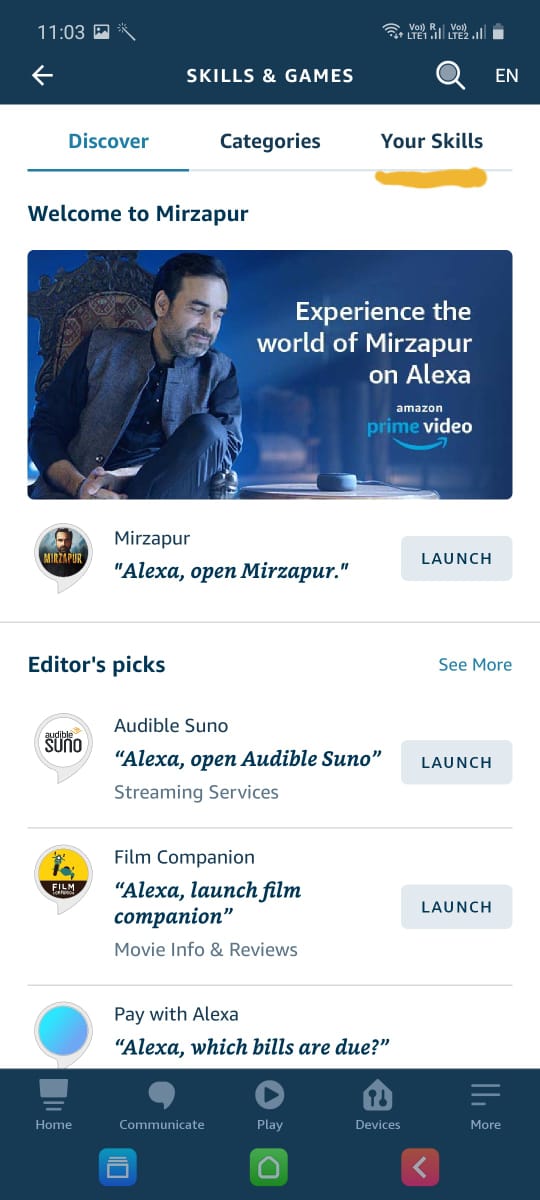 11:03
Vo)) R
LTE1
Vo))
LTE2
SKILLS & GAMES
EN
Discover
Categories
Your Skills
Welcome to Mirzapur
Experience the
world of Mirzapur
on Alexa
amazon
prime video
MIRZAPUR
Mirzapur
"Alexa, open Mirzapur."
LAUNCH
Editor's picks
See More
audible
suno
Audible Suno
“Alexa, open Audible Suno”
Streaming Services
LAUNCH
FILM
COMPANION
Film Companion
“Alexa, launch film
companion”
Movie Info & Reviews
LAUNCH
Pay with Alexa
“Alexa, which bills are due?”
Home
Communicate
Play
Devices
More